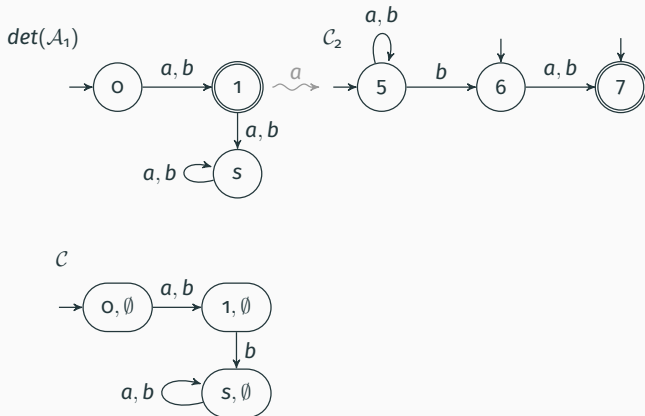 det(𝒜₁)
𝒞₂
a, b
0
a, b
1
a
5
b
6
a, b
7
a, b
a, b
s
𝒞
0, ∅
a, b
1, ∅
b
a, b
s, ∅